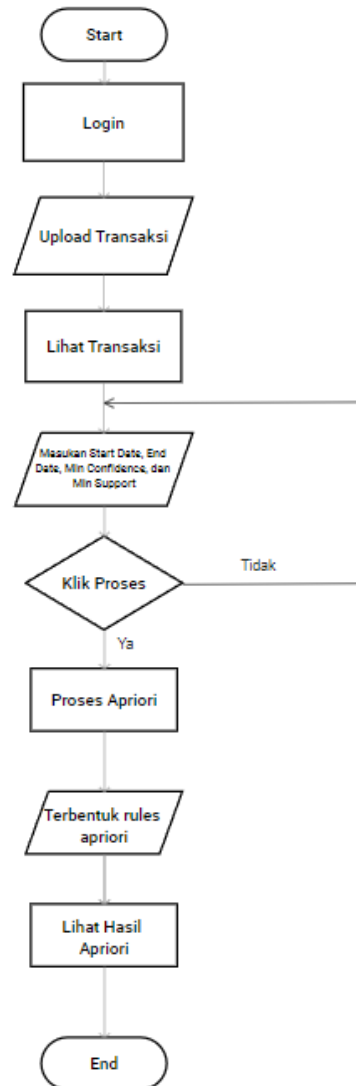 Start
Login
Upload Transaksi
Lihat Transaksi
Masukan Start Date, End
Date, Min Confidence, dan
Min Support
Klik Proses
Tidak
Ya
Proses Apriori
Terbentuk rules
apriori
Lihat Hasil
Apriori
End